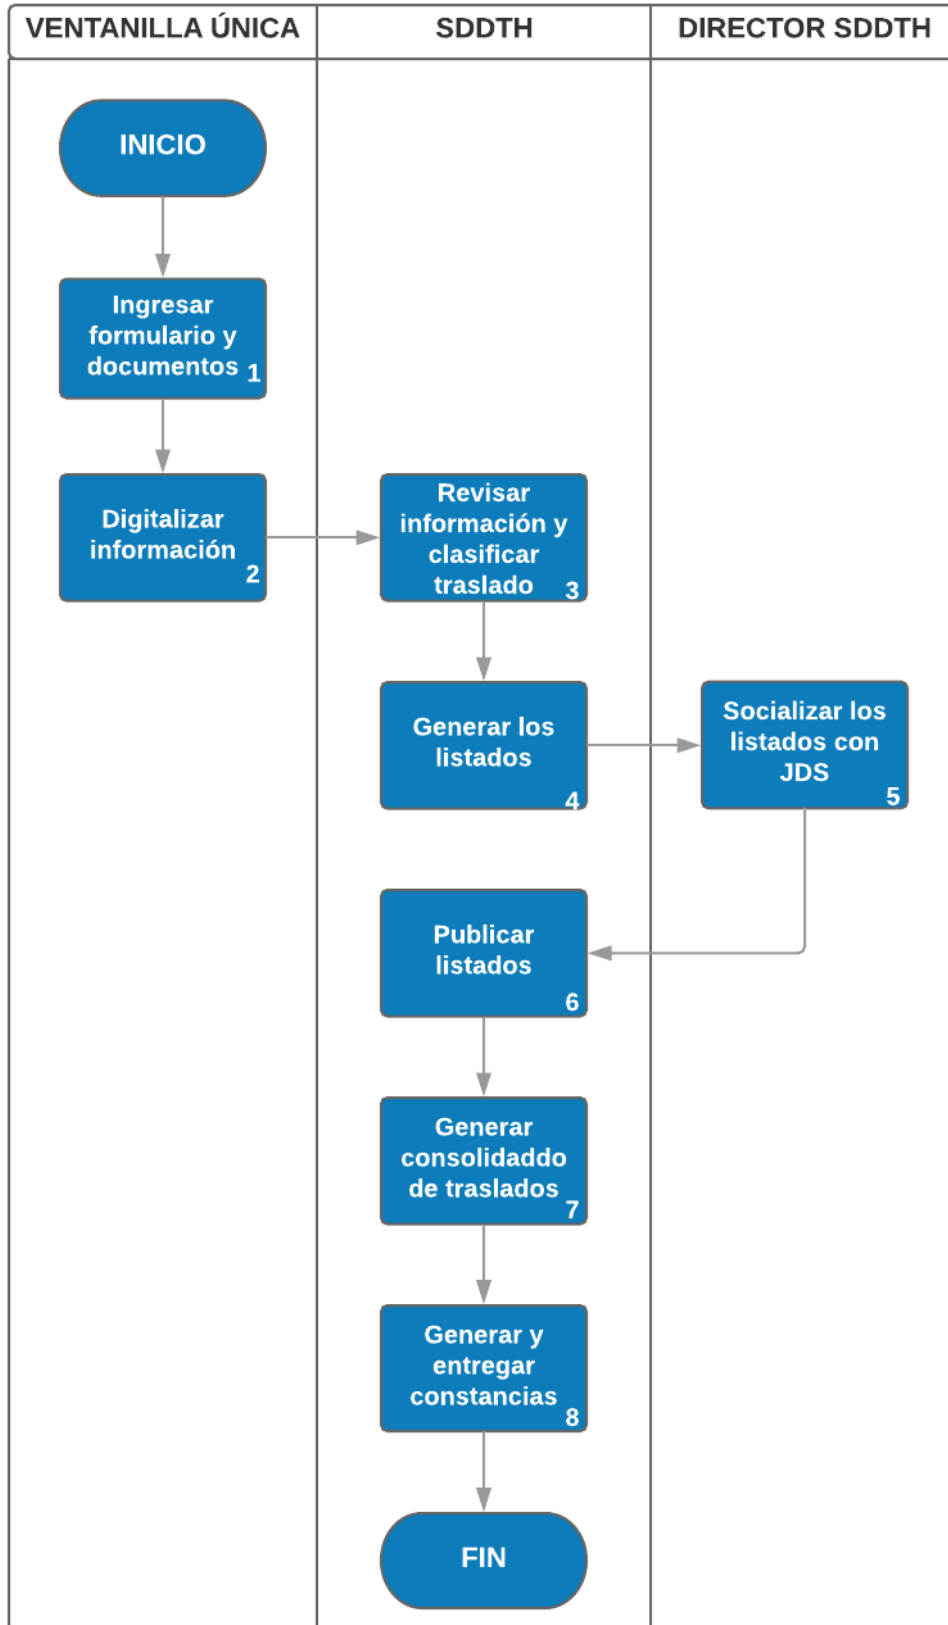 VENTANILLA ÚNICA
SDDTH
DIRECTOR SDDTH
INICIO
Ingresar
formulario y
documentos
1
Digitalizar
información
2
Revisar
información y
clasificar
traslado
3
Generar los
listados
4
Socializar los
listados con
JDS
5
Publicar
listados
6
Generar
consolidaddo
de traslados
7
Generar y
entregar
constancias
8
FIN